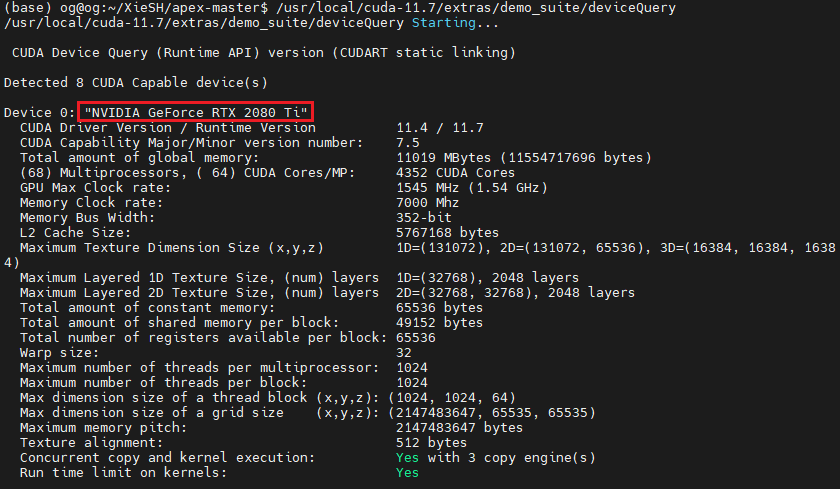 (base) og@og:~/XieSH/apex-master$ /usr/local/cuda-11.7/extras/demo_suite/deviceQuery
/usr/local/cuda-11.7/extras/demo_suite/deviceQuery Starting...
CUDA Device Query (Runtime API) version (CUDART static linking)
Detected 8 CUDA Capable device(s)
Device 0: "NVIDIA GeForce RTX 2080 Ti"
CUDA Driver Version / Runtime Version 11.4 / 11.7
CUDA Capability Major/Minor version number: 7.5
Total amount of global memory: 11019 MBytes (11554717696 bytes)
(68) Multiprocessors, ( 64) CUDA Cores/MP: 4352 CUDA Cores
GPU Max Clock rate: 1545 MHz (1.54 GHz)
Memory Clock rate: 7000 Mhz
Memory Bus Width: 352-bit
L2 Cache Size: 5767168 bytes
Maximum Texture Dimension Size (x,y,z) 1D=(131072), 2D=(131072, 65536), 3D=(16384, 16384, 1638
4)
Maximum Layered 1D Texture Size, (num) layers 1D=(32768), 2048 layers
Maximum Layered 2D Texture Size, (num) layers 2D=(32768, 32768), 2048 layers
Total amount of constant memory: 65536 bytes
Total amount of shared memory per block: 49152 bytes
Total number of registers available per block: 65536
Warp size: 32
Maximum number of threads per multiprocessor: 1024
Maximum number of threads per block: 1024
Max dimension size of a thread block (x,y,z): (1024, 1024, 64)
Max dimension size of a grid size (x,y,z): (2147483647, 65535, 65535)
Maximum memory pitch: 2147483647 bytes
Texture alignment: 512 bytes
Concurrent copy and kernel execution: Yes with 3 copy engine(s)
Run time limit on kernels: Yes